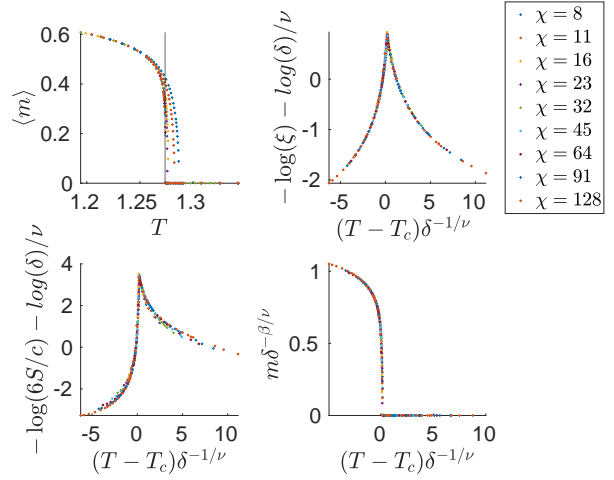 0.6
0.4
0.2
0
1.2
1.25
1.3
⟨m⟩
T
0
-1
-2
-5
0
5
10
− log(ξ) − log(δ)/ν
(T − T_c)δ^{-1/ν}
χ = 8
χ = 11
χ = 16
χ = 23
χ = 32
χ = 45
χ = 64
χ = 91
χ = 128
4
2
0
-2
-5
0
5
10
− log(6S/c) − log(δ)/ν
(T − T_c)δ^{-1/ν}
1
0.5
0
0
5
10
mδ^{-β/ν}
(T − T_c)δ^{-1/ν}